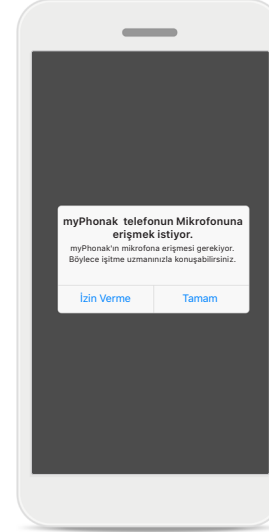 myPhonak telefonun Mikrofonuna
erişmek istiyor.
myPhonak'ın mikrofona erişmesi gerekiyor.
Böylece işitme uzmanınızla konuşabilirsiniz.
İzin Verme
Tamam